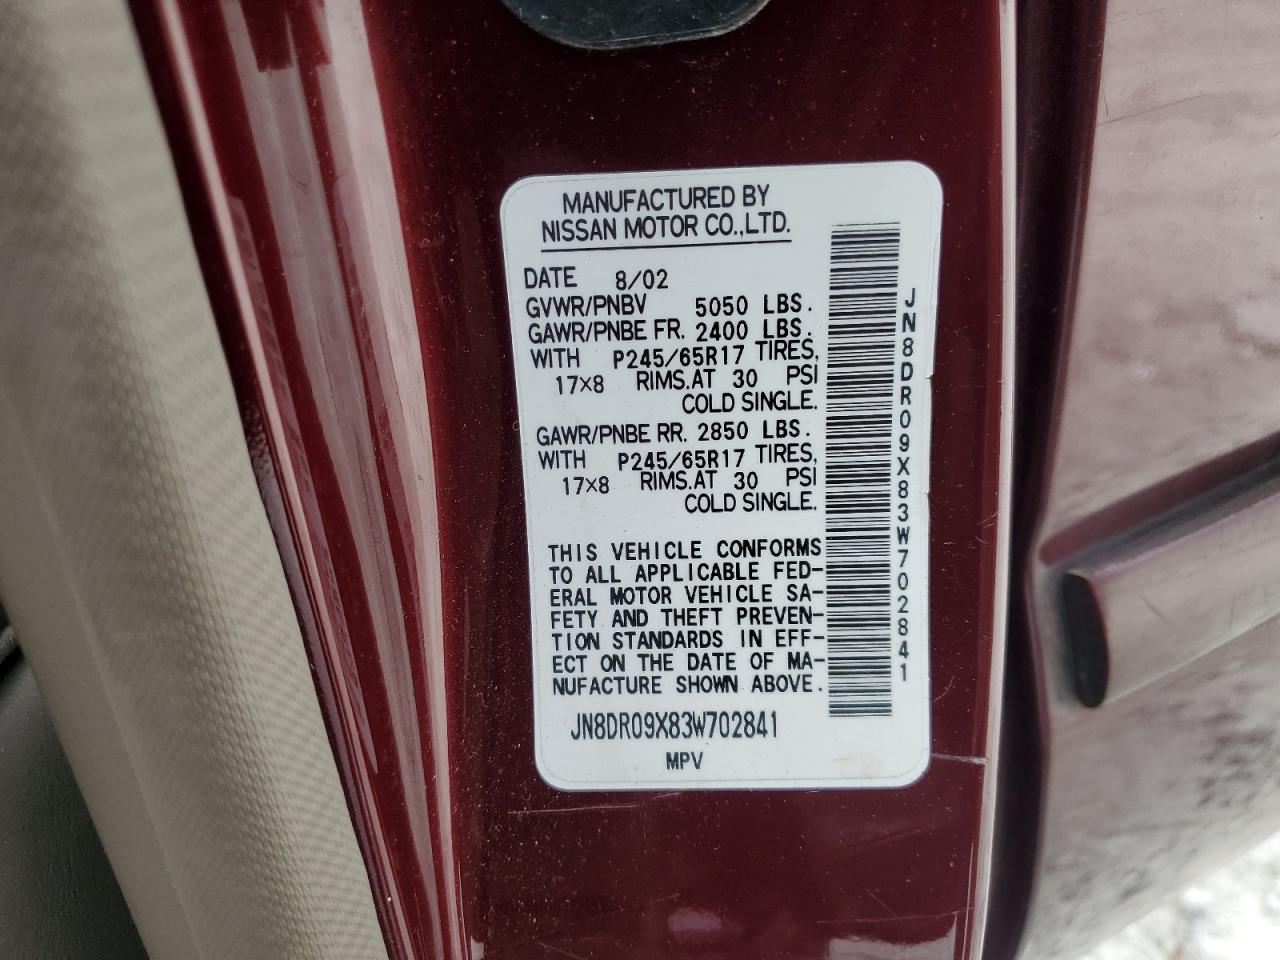 MANUFACTURED BY
NISSAN MOTOR CO.,LTD.
DATE 8/02
GVWR/PNBV 5050 LBS.
GAWR/PNBE FR. 2400 LBS.
WITH P245/65R17 TIRES,
17×8 RIMS.AT 30 PSI
COLD SINGLE.
GAWR/PNBE RR. 2850 LBS.
WITH P245/65R17 TIRES,
17×8 RIMS.AT 30 PSI
COLD SINGLE.
THIS VEHICLE CONFORMS
TO ALL APPLICABLE FED-
ERAL MOTOR VEHICLE SA-
FETY AND THEFT PREVEN-
TION STANDARDS IN EFF-
ECT ON THE DATE OF MA-
NUFACTURE SHOWN ABOVE.
JN8DR09X83W702841
MPV
JN8DR09X83W702841